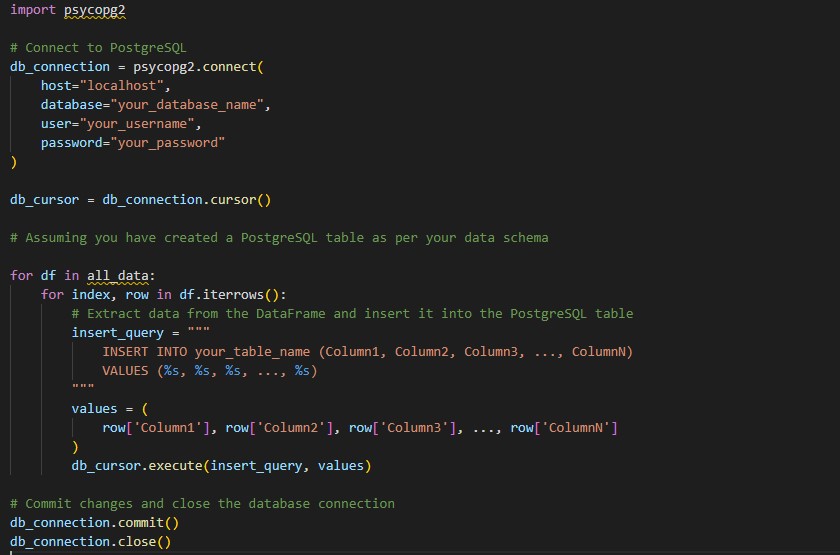 import psycopg2
# Connect to PostgreSQL
db_connection = psycopg2.connect(
    host="localhost",
    database="your_database_name",
    user="your_username",
    password="your_password"
)
db_cursor = db_connection.cursor()
# Assuming you have created a PostgreSQL table as per your data schema
for df in all_data:
    for index, row in df.iterrows():
        # Extract data from the DataFrame and insert it into the PostgreSQL table
        insert_query = """
            INSERT INTO your_table_name (Column1, Column2, Column3, ..., ColumnN)
            VALUES (%s, %s, %s, ..., %s)
        """
        values = (
            row['Column1'], row['Column2'], row['Column3'], ..., row['ColumnN']
        )
        db_cursor.execute(insert_query, values)
# Commit changes and close the database connection
db_connection.commit()
db_connection.close()